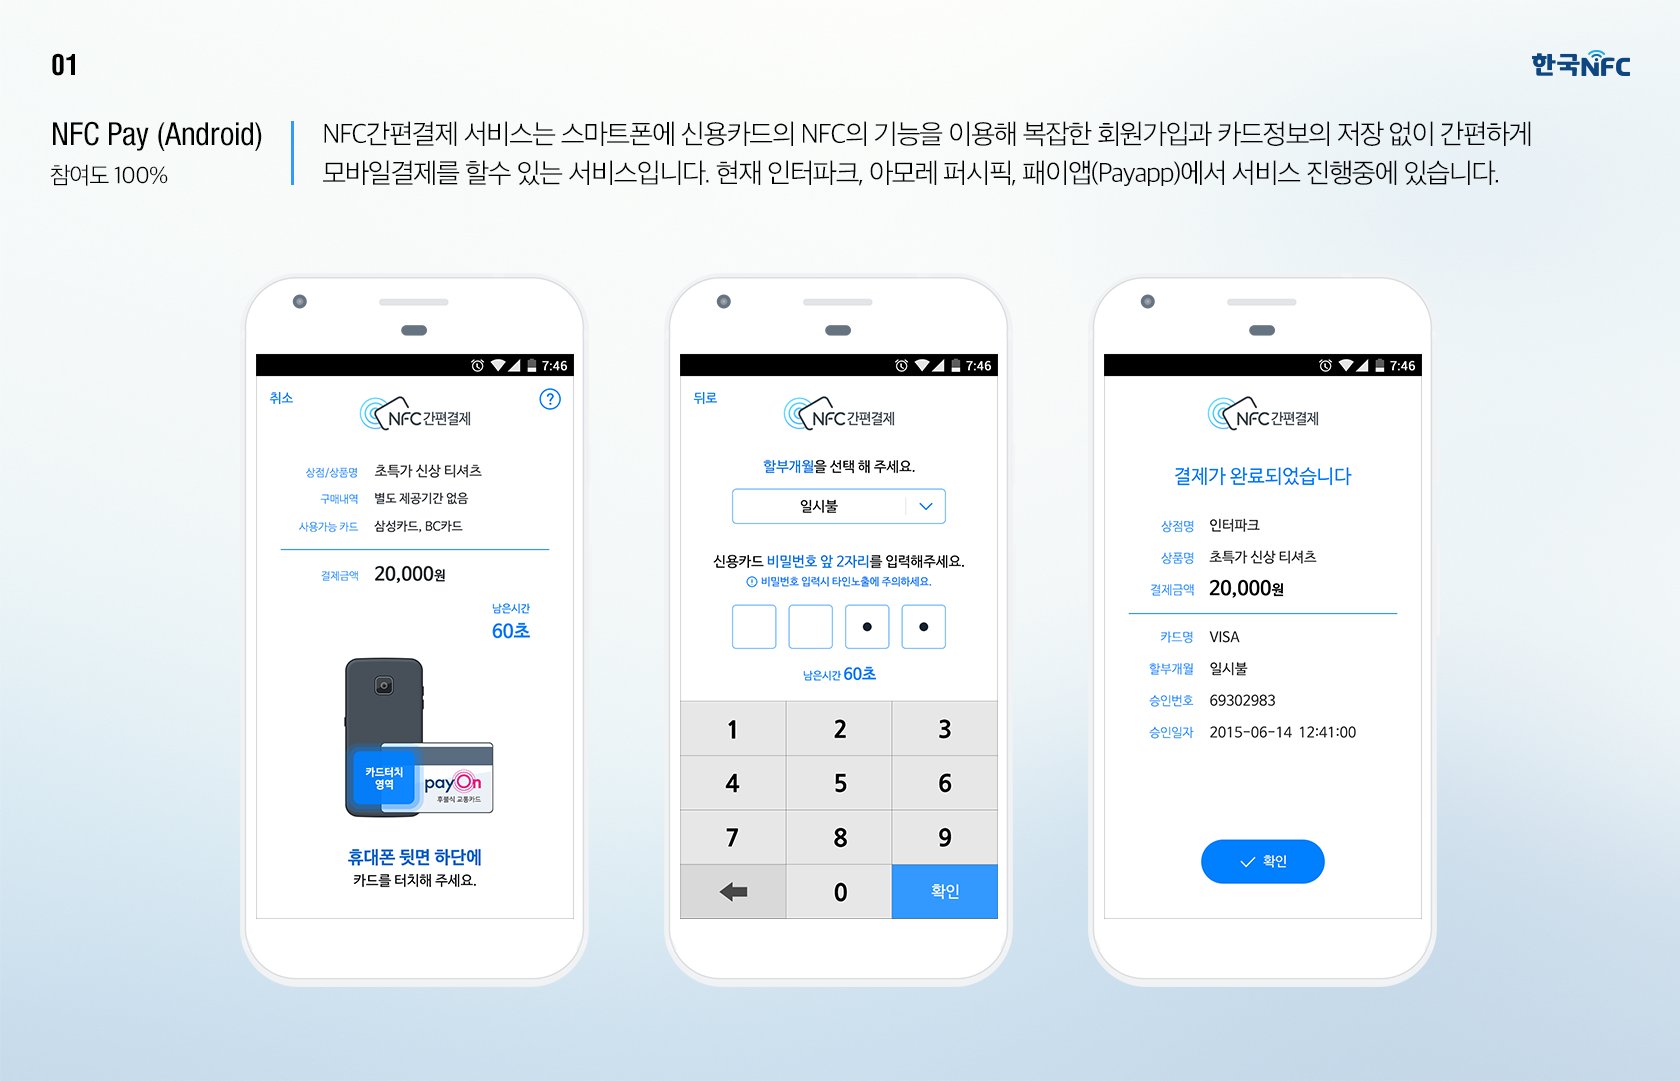 01
한국NFC
NFC Pay (Android)
참여도 100%
NFC간편결제 서비스는 스마트폰에 신용카드의 NFC의 기능을 이용해 복잡한 회원가입과 카드정보의 저장 없이 간편하게
모바일결제를 할수 있는 서비스입니다. 현재 인터파크, 아모레 퍼시픽, 페이앱(Payapp)에서 서비스 진행중에 있습니다.
7:46
취소
?
NFC간편결제
상점/상품명 초특가 신상 티셔츠
구매내역 별도 제공기간 없음
사용가능 카드 삼성카드, BC카드
결제금액 20,000원
남은시간
60초
카드터치
영역
payOn
후불식 교통카드
휴대폰 뒷면 하단에
카드를 터치해 주세요.
7:46
뒤로
NFC간편결제
할부개월을 선택 해 주세요.
일시불
신용카드 비밀번호 앞 2자리를 입력해주세요.
비밀번호 입력시 타인노출에 주의하세요.
남은시간 60초
1 2 3
4 5 6
7 8 9
0 확인
7:46
NFC간편결제
결제가 완료되었습니다
상점명 인터파크
상품명 초특가 신상 티셔츠
결제금액 20,000원
카드명 VISA
할부개월 일시불
승인번호 69302983
승인일자 2015-06-14 12:41:00
확인